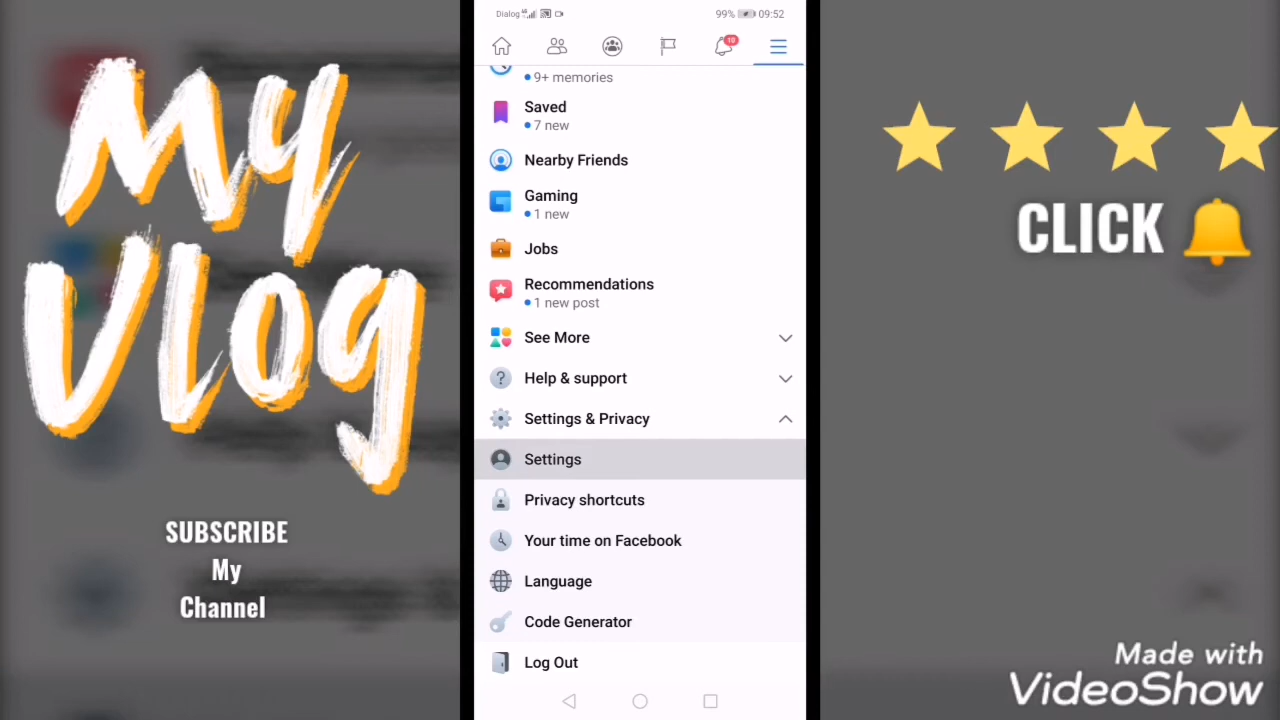 My
Vlog
SUBSCRIBE
My
Channel
Dialog
99% 09:52
10
9+ memories
Saved
7 new
Nearby Friends
Gaming
1 new
Jobs
Recommendations
1 new post
See More
Help & support
Settings & Privacy
Settings
Privacy shortcuts
Your time on Facebook
Language
Code Generator
Log Out
CLICK
Made with
VideoShow